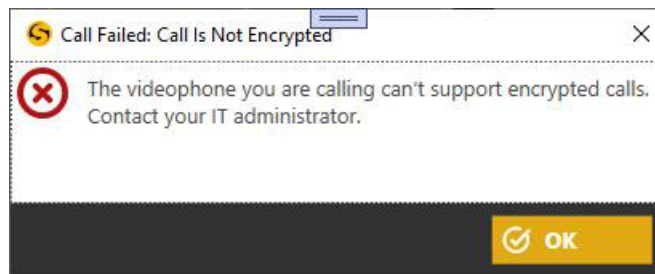 Call Failed: Call Is Not Encrypted
The videophone you are calling can't support encrypted calls.
Contact your IT administrator.
OK